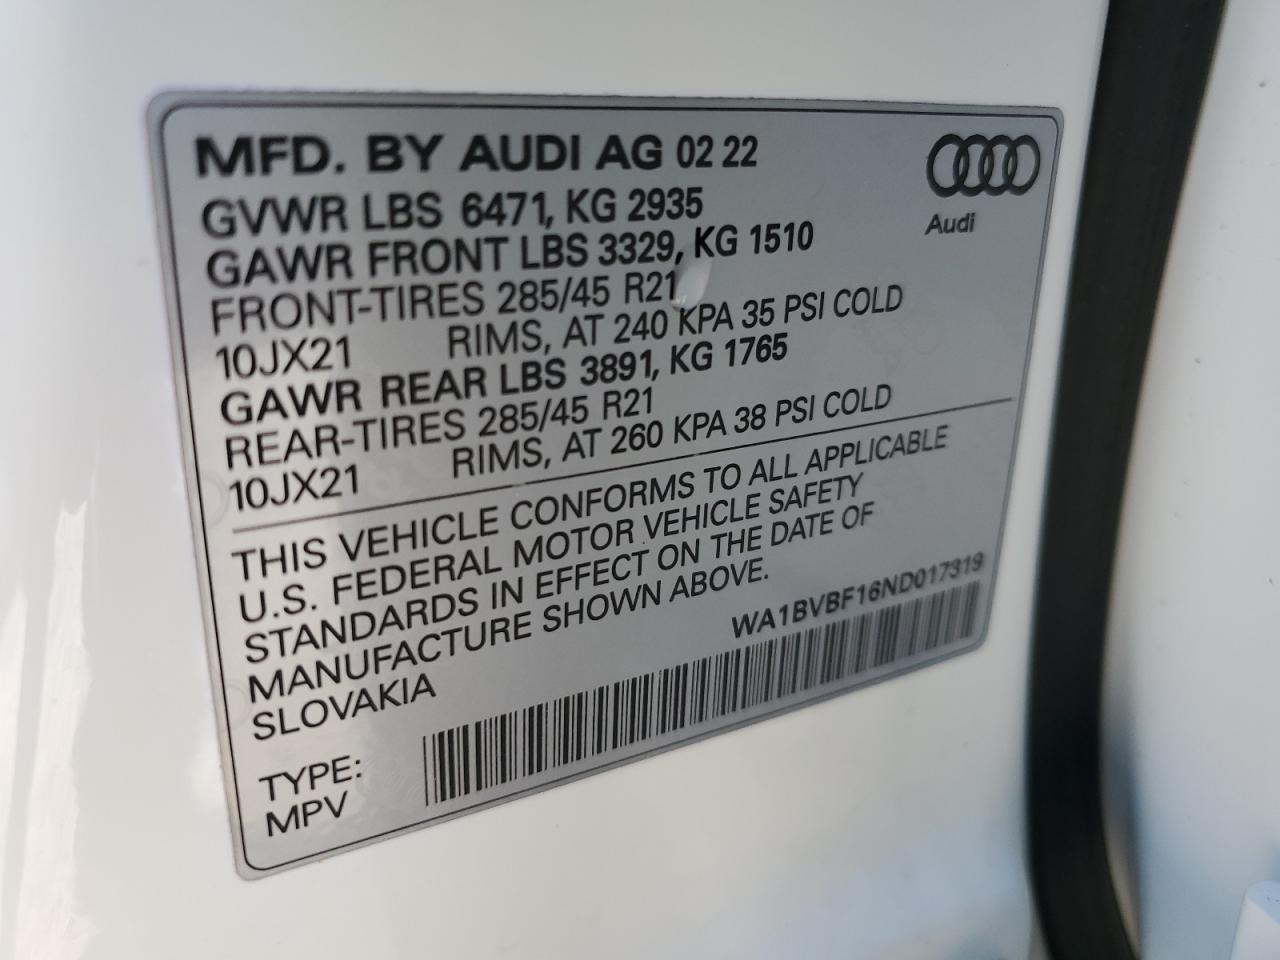 MFD. BY AUDI AG 02 22
GVWR LBS 6471, KG 2935
GAWR FRONT LBS 3329, KG 1510
FRONT-TIRES 285/45 R21
10JX21 RIMS, AT 240 KPA 35 PSI COLD
GAWR REAR LBS 3891, KG 1765
REAR-TIRES 285/45 R21
10JX21 RIMS, AT 260 KPA 38 PSI COLD
Audi
THIS VEHICLE CONFORMS TO ALL APPLICABLE
U.S. FEDERAL MOTOR VEHICLE SAFETY
STANDARDS IN EFFECT ON THE DATE OF
MANUFACTURE SHOWN ABOVE.
SLOVAKIA
WA1BVBF16ND017319
TYPE:
MPV